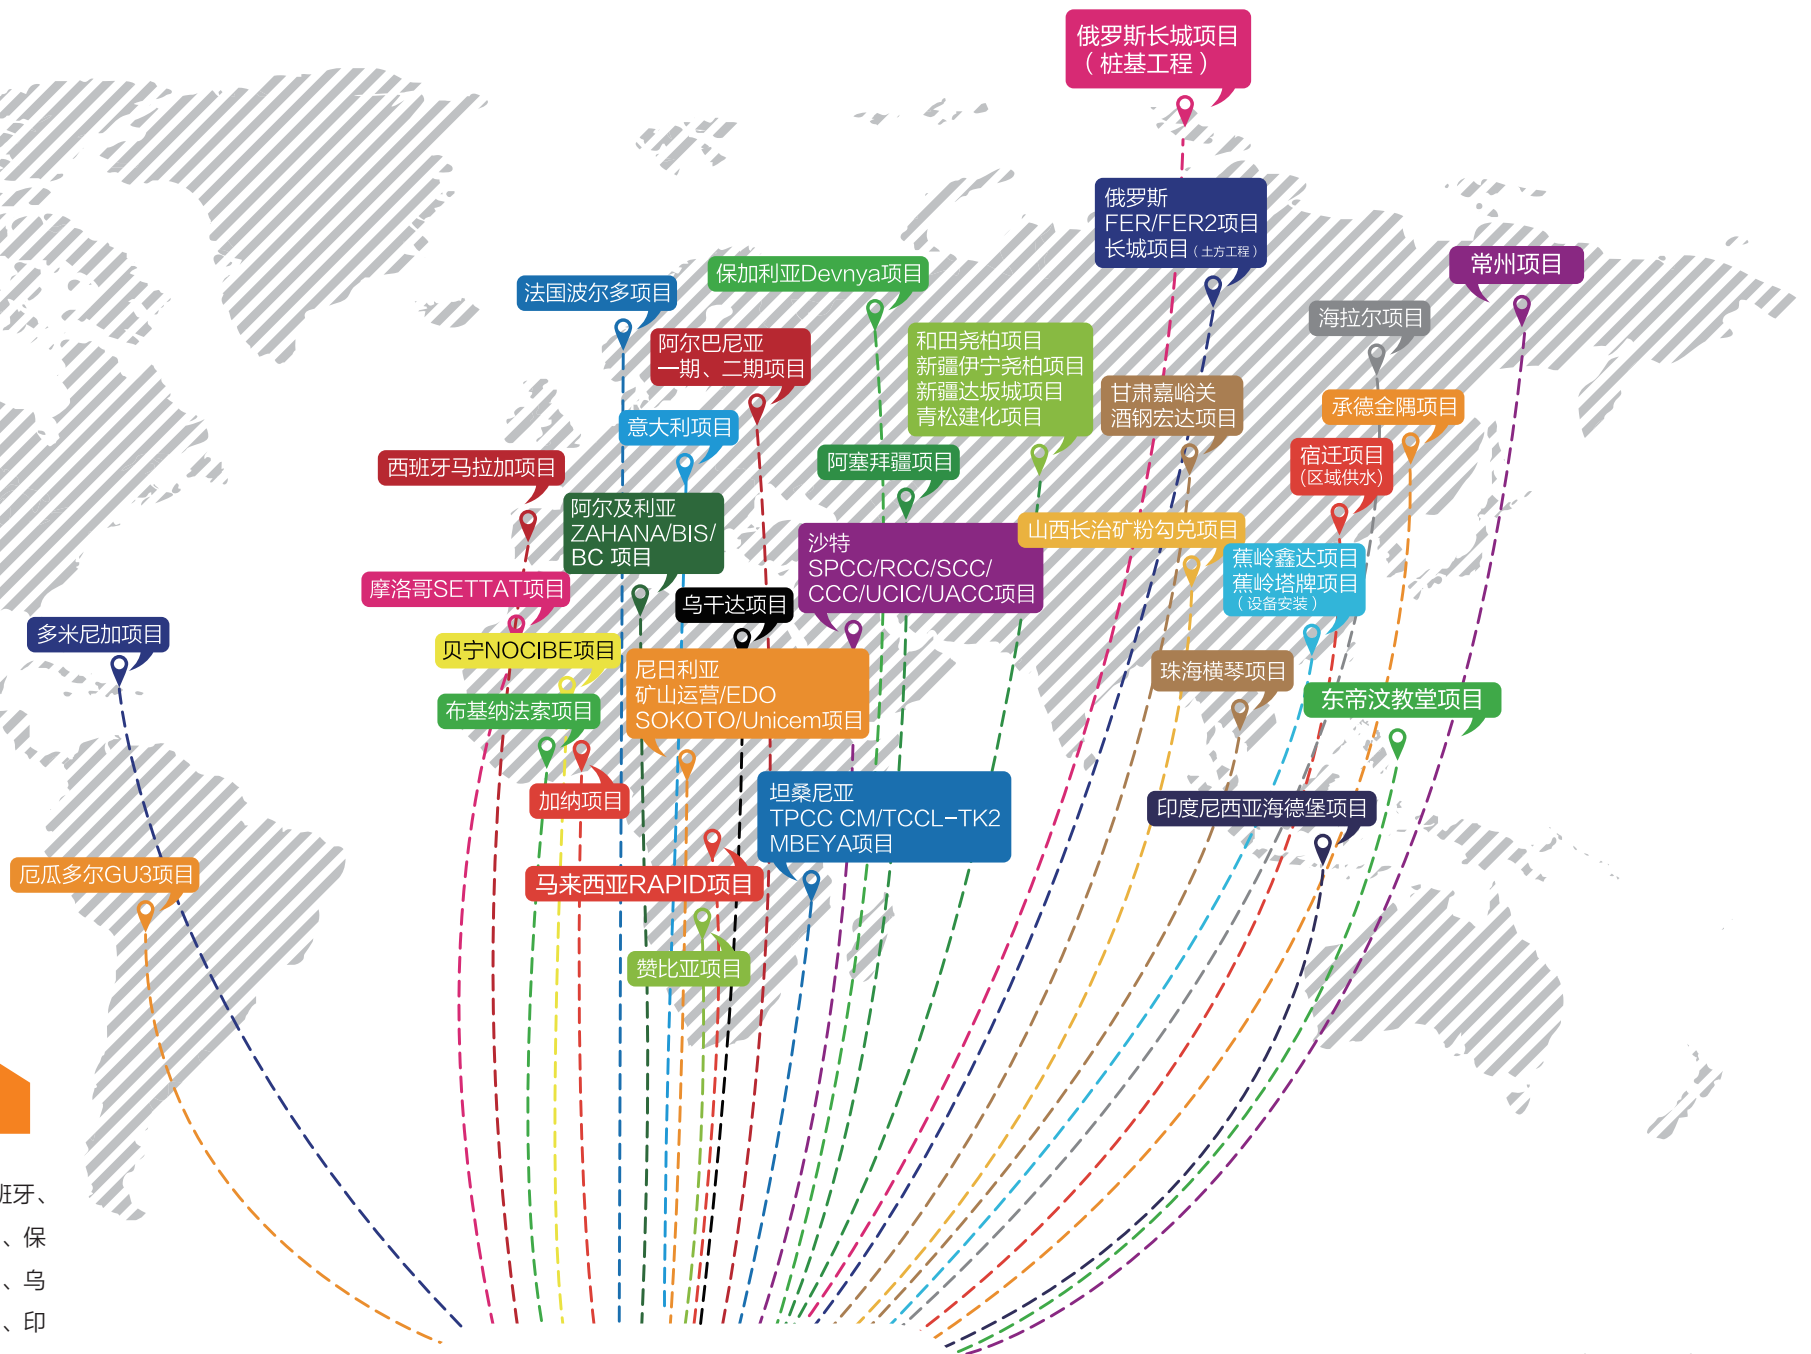 俄罗斯长城项目
（桩基工程）
俄罗斯
FER/FER2项目
长城项目（土方工程）
常州项目
保加利亚Devnya项目
法国波尔多项目
海拉尔项目
阿尔巴尼亚
一期、二期项目
和田尧柏项目
新疆伊宁尧柏项目
新疆达坂城项目
青松建化项目
甘肃嘉峪关
酒钢宏达项目
承德金隅项目
意大利项目
宿迁项目
(区域供水)
西班牙马拉加项目
阿塞拜疆项目
阿尔及利亚
ZAHANA/BIS/
BC 项目
沙特
SPCC/RCC/SCC/
CCC/UCIC/UACC项目
山西长治矿粉勾兑项目
蕉岭鑫达项目
蕉岭塔牌项目
（设备安装）
摩洛哥SETTAT项目
乌干达项目
多米尼加项目
贝宁NOCIBE项目
尼日利亚
矿山运营/EDO
SOKOTO/Unicem项目
珠海横琴项目
东帝汶教堂项目
布基纳法索项目
加纳项目
坦桑尼亚
TPCC CM/TCCL-TK2
MBEYA项目
印度尼西亚海德堡项目
厄瓜多尔GU3项目
马来西亚RAPID项目
赞比亚项目
班牙、
、保
、乌
、印